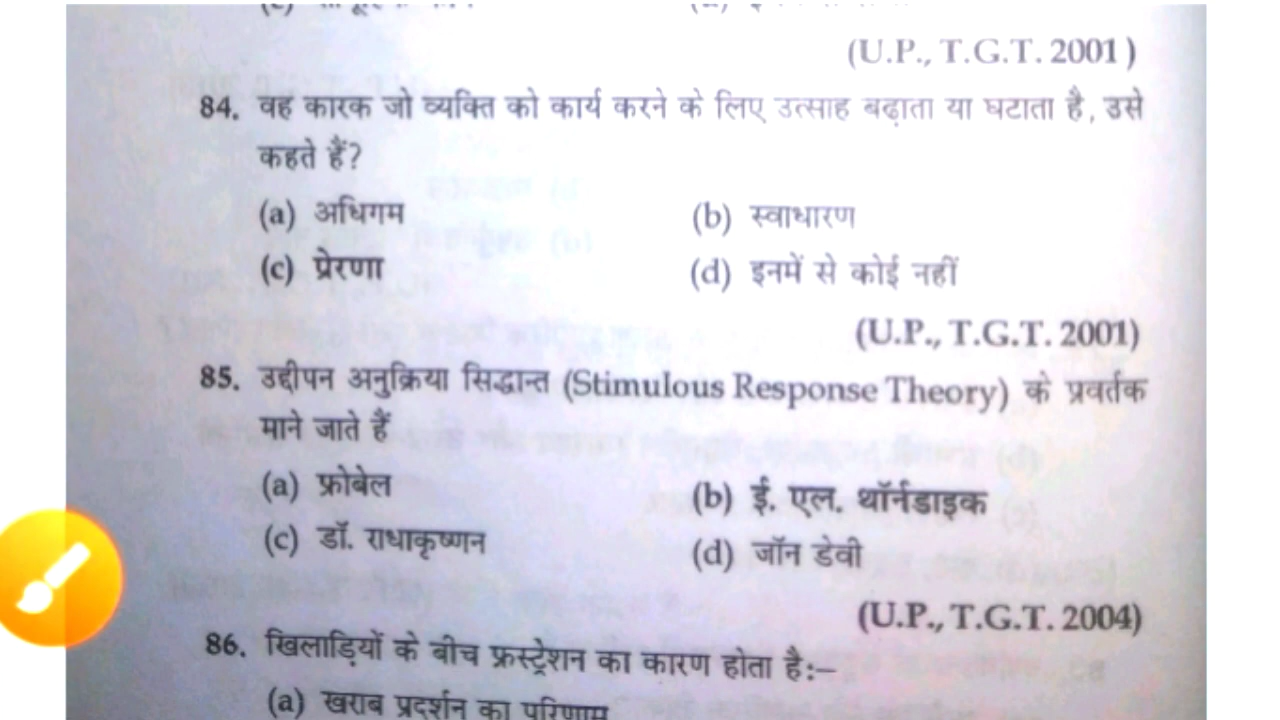 (U.P., T.G.T. 2001)
84. वह कारक जो व्यक्ति को कार्य करने के लिए उत्साह बढ़ाता या घटाता है, उसे
कहते हैं?
(a) अधिगम (b) स्वाधारण
(c) प्रेरणा (d) इनमें से कोई नहीं
(U.P., T.G.T. 2001)
85. उद्दीपन अनुक्रिया सिद्धान्त (Stimulous Response Theory) के प्रवर्तक
माने जाते हैं
(a) फ्रोबेल (b) ई. एल. थॉर्नडाइक
(c) डॉ. राधाकृष्णन (d) जॉन डेवी
(U.P., T.G.T. 2004)
86. खिलाड़ियों के बीच फ्रस्ट्रेशन का कारण होता है:–
(a) खराब प्रदर्शन का परिणाम